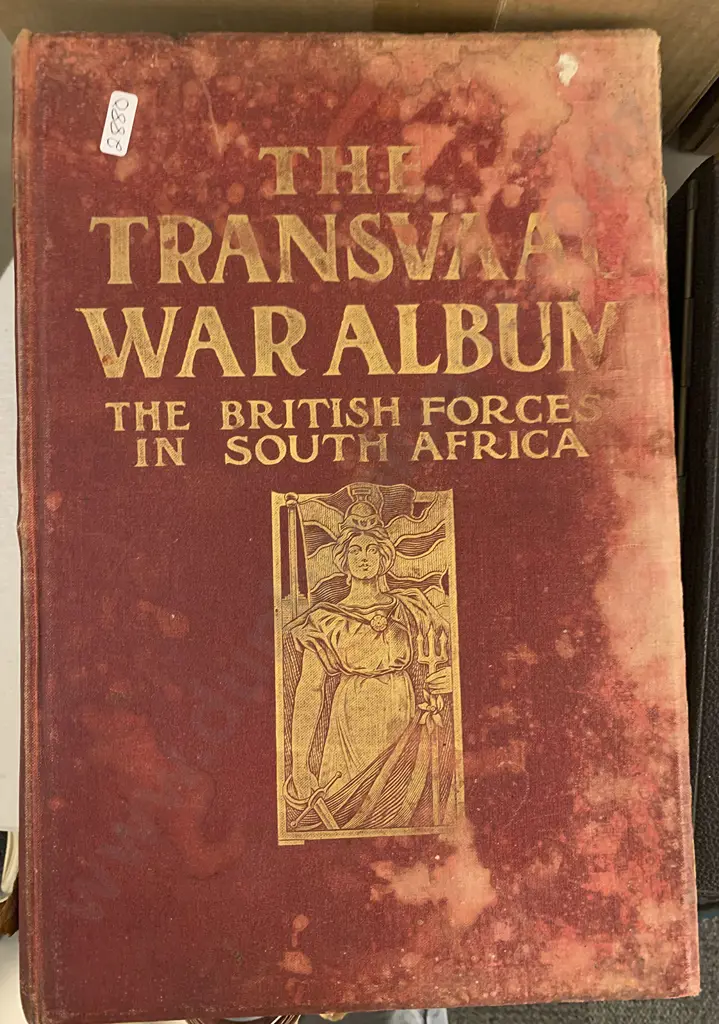 THE
TRANSVAAL
WAR ALBUM
THE BRITISH FORCES
IN SOUTH AFRICA